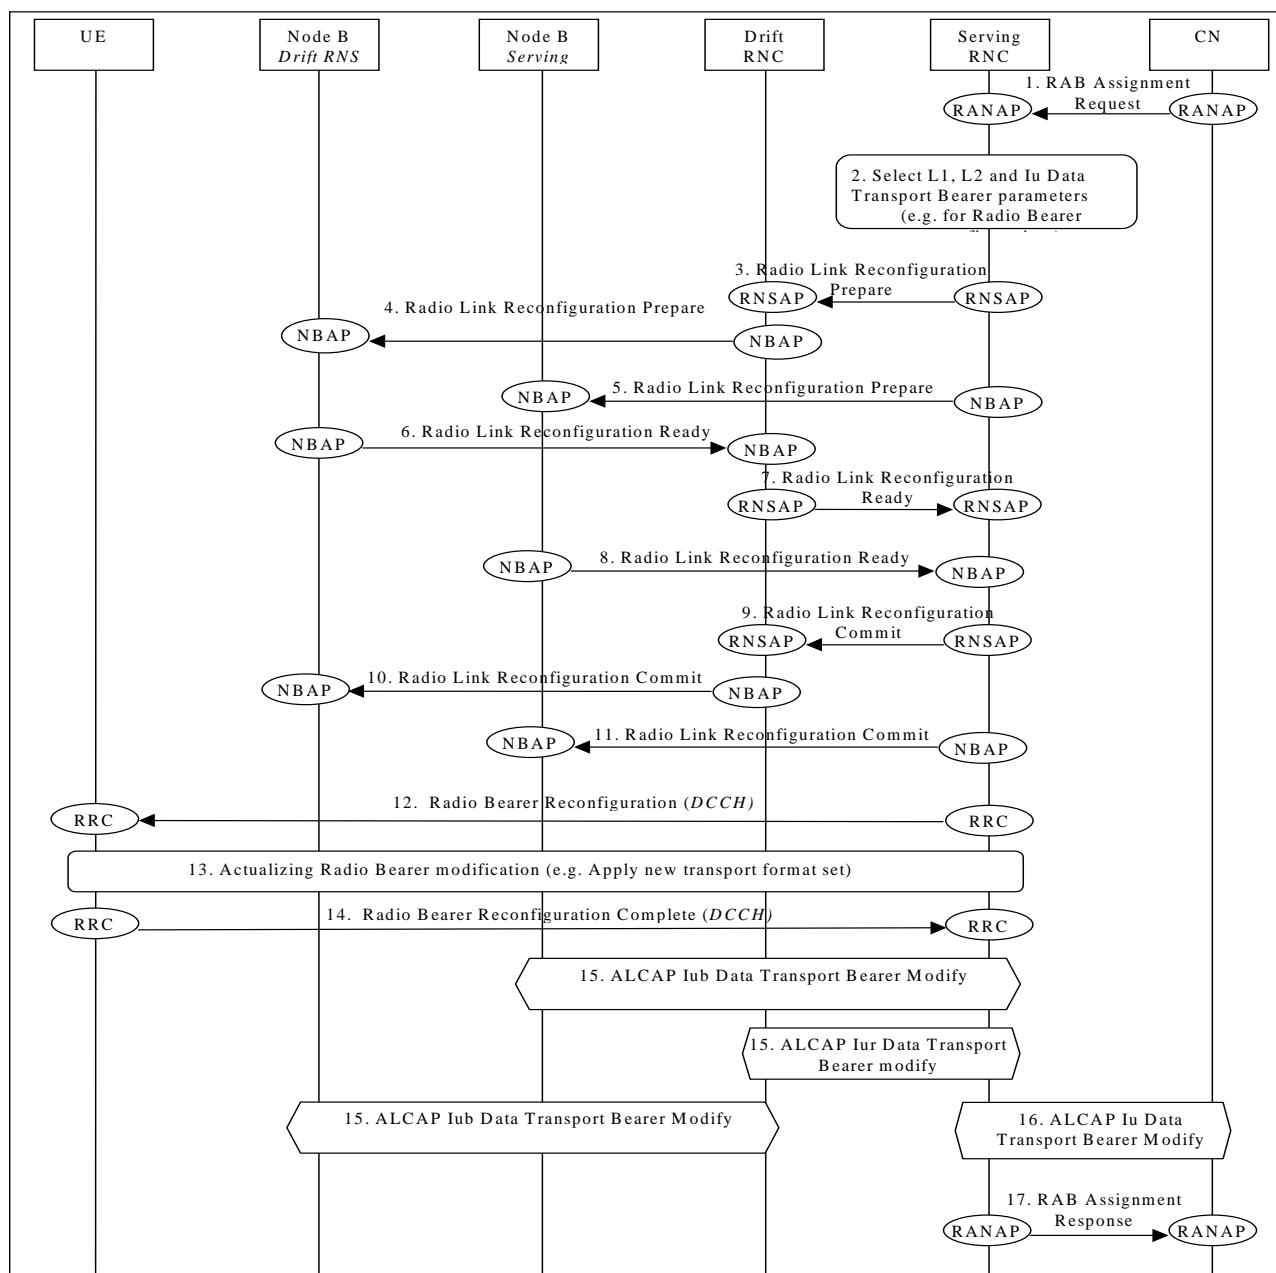 UE
Node B
Drift RNS
Node B
Serving
Drift
RNC
Serving
RNC
CN
1. RAB Assignment
Request
RANAP
RANAP
2. Select L1, L2 and Iu Data
Transport Bearer parameters
(e.g. for Radio Bearer
3. Radio Link Reconfiguration
Prepare
RNSAP
RNSAP
4. Radio Link Reconfiguration Prepare
NBAP
NBAP
5. Radio Link Reconfiguration Prepare
NBAP
NBAP
6. Radio Link Reconfiguration Ready
NBAP
NBAP
7. Radio Link Reconfiguration
Ready
RNSAP
RNSAP
8. Radio Link Reconfiguration Ready
NBAP
NBAP
9. Radio Link Reconfiguration
Commit
RNSAP
RNSAP
10. Radio Link Reconfiguration Commit
NBAP
NBAP
11. Radio Link Reconfiguration Commit
NBAP
NBAP
12. Radio Bearer Reconfiguration (DCCH)
RRC
RRC
13. Actualizing Radio Bearer modification (e.g. Apply new transport format set)
14. Radio Bearer Reconfiguration Complete (DCCH)
RRC
RRC
15. ALCAP Iub Data Transport Bearer Modify
15. ALCAP Iur Data Transport
Bearer modify
15. ALCAP Iub Data Transport Bearer Modify
16. ALCAP Iu Data
Transport Bearer Modify
17. RAB Assignment
Response
RANAP
RANAP